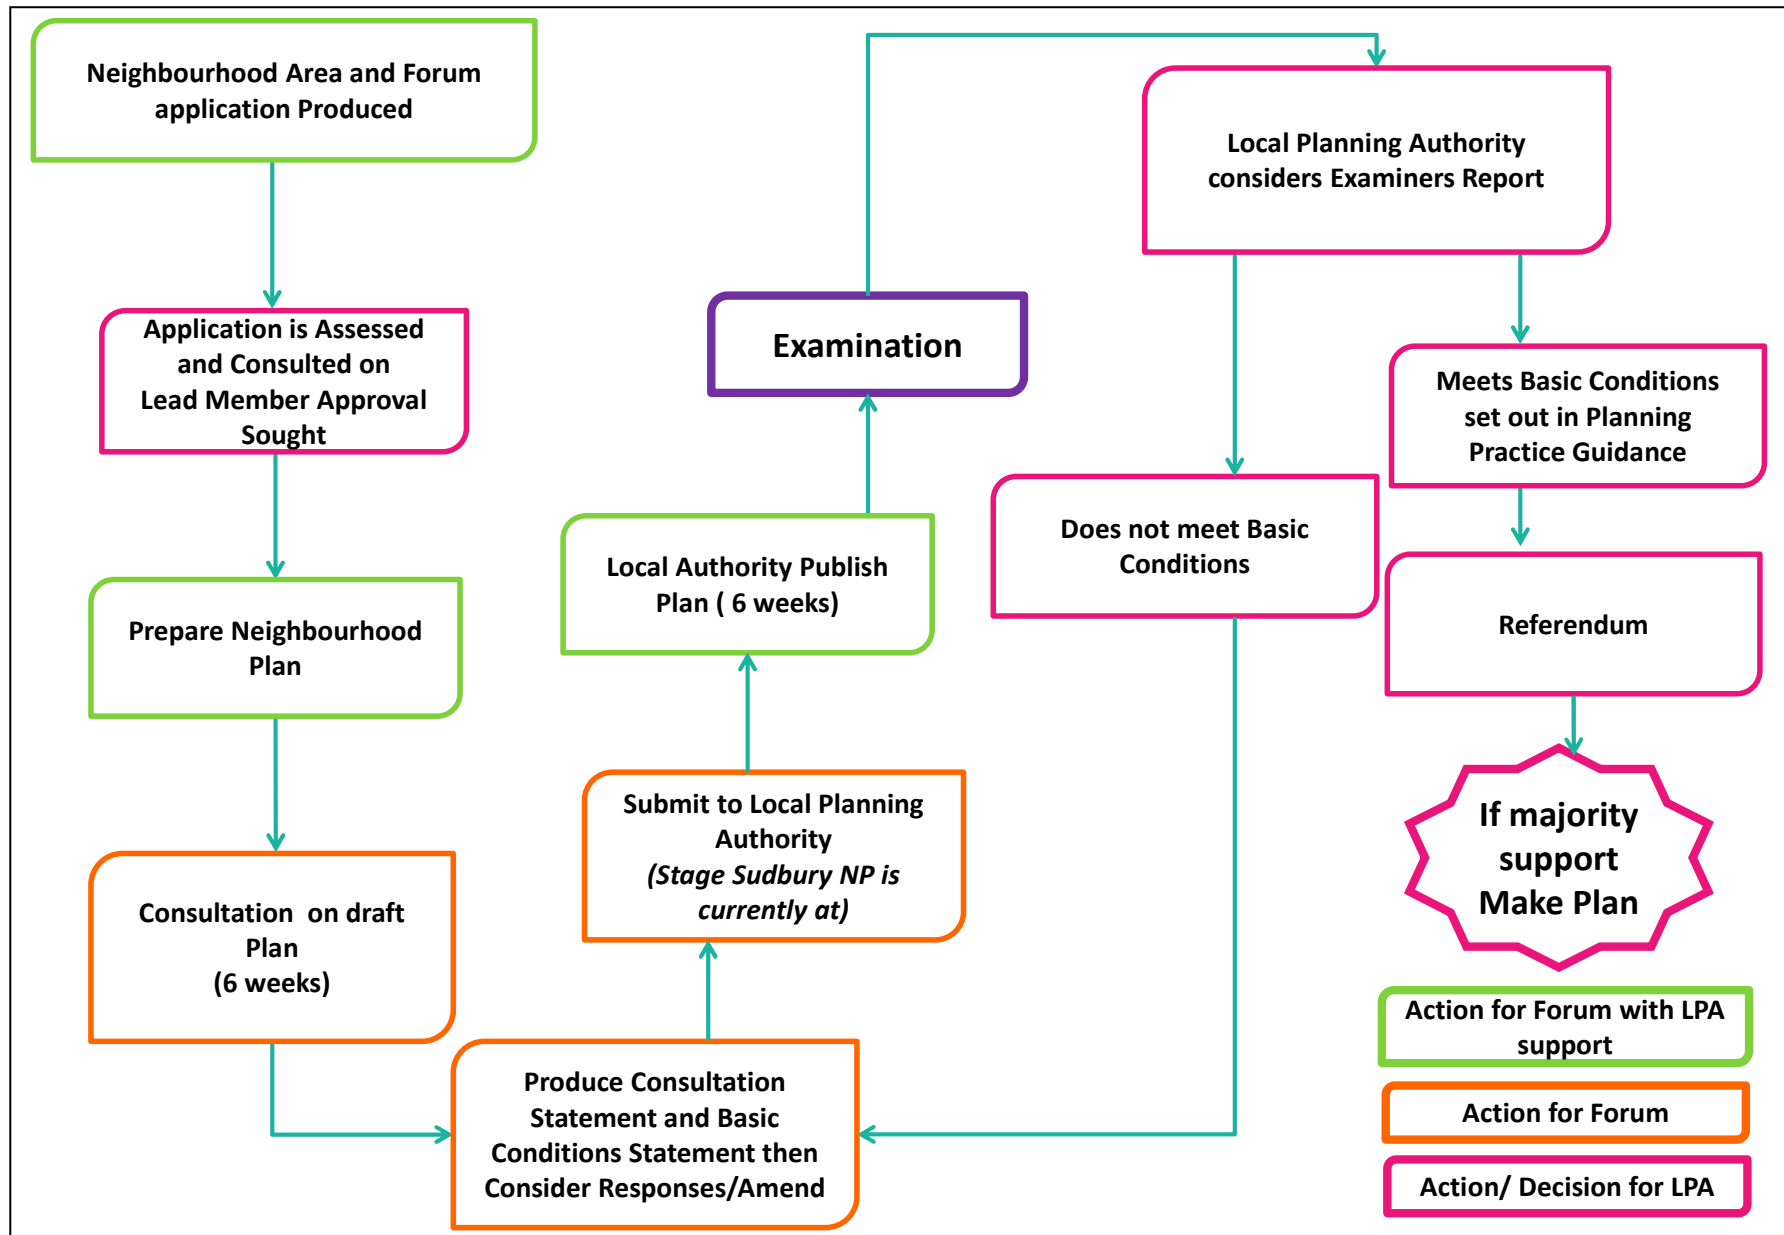 Neighbourhood Area and Forum
application Produced
Application is Assessed
and Consulted on
Lead Member Approval
Sought
Prepare Neighbourhood
Plan
Consultation on draft
Plan
(6 weeks)
Produce Consultation
Statement and Basic
Conditions Statement then
Consider Responses/Amend
Submit to Local Planning
Authority
(Stage Sudbury NP is
currently at)
Local Authority Publish
Plan ( 6 weeks)
Examination
Local Planning Authority
considers Examiners Report
Does not meet Basic
Conditions
Meets Basic Conditions
set out in Planning
Practice Guidance
Referendum
If majority
support
Make Plan
Action for Forum with LPA
support
Action for Forum
Action/ Decision for LPA